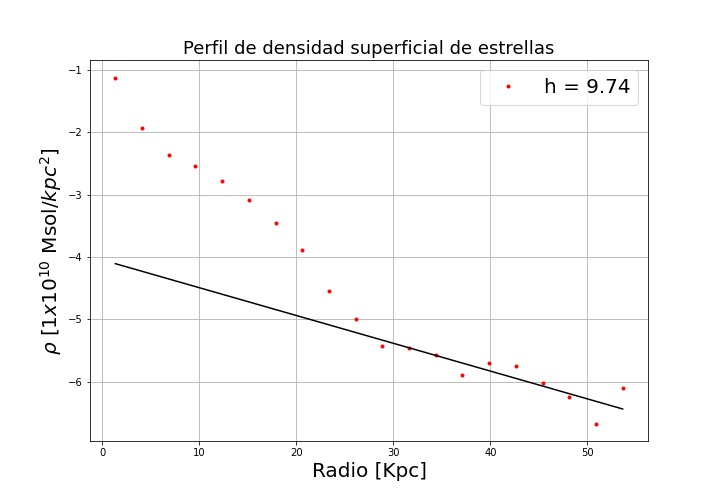 Perfil de densidad superficial de estrellas
h = 9.74
ρ [1x10¹⁰ Msol/kpc²]
−1
−2
−3
−4
−5
−6
0 10 20 30 40 50
Radio [Kpc]